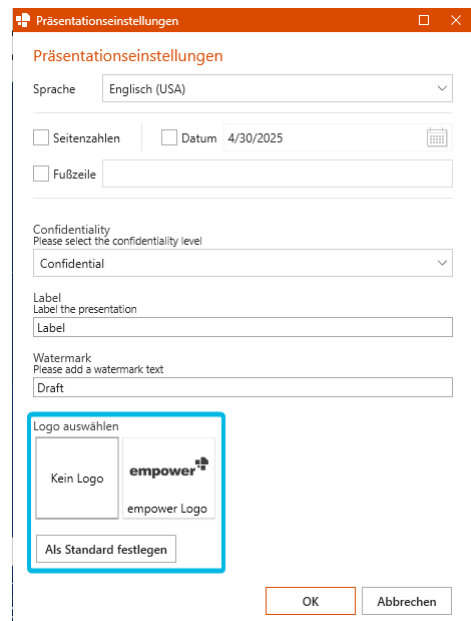 Präsentationseinstellungen
Präsentationseinstellungen
Sprache Englisch (USA)
Seitenzahlen Datum 4/30/2025
Fußzeile
Confidentiality
Please select the confidentiality level
Confidential
Label
Label the presentation
Label
Watermark
Please add a watermark text
Draft
Logo auswählen
Kein Logo empower
empower Logo
Als Standard festlegen
OK Abbrechen